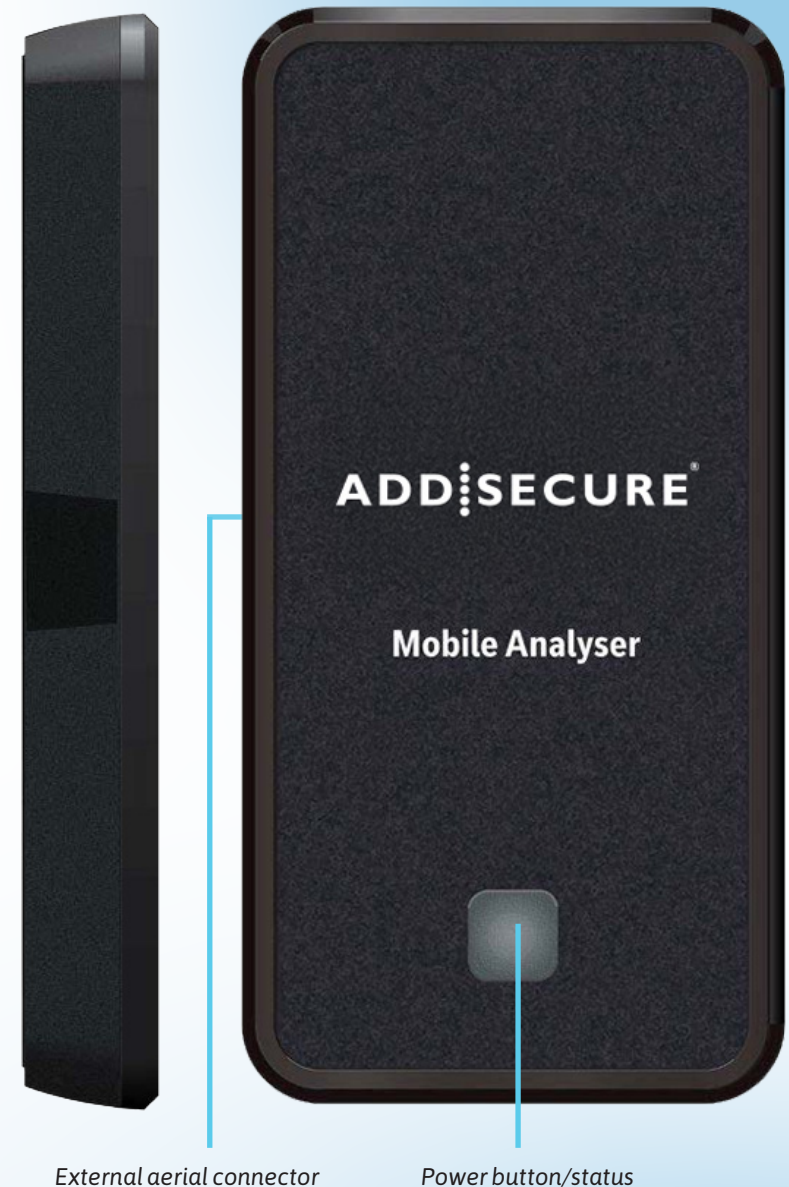 ADDSECURE®
Mobile Analyser
External aerial connector
Power button/status